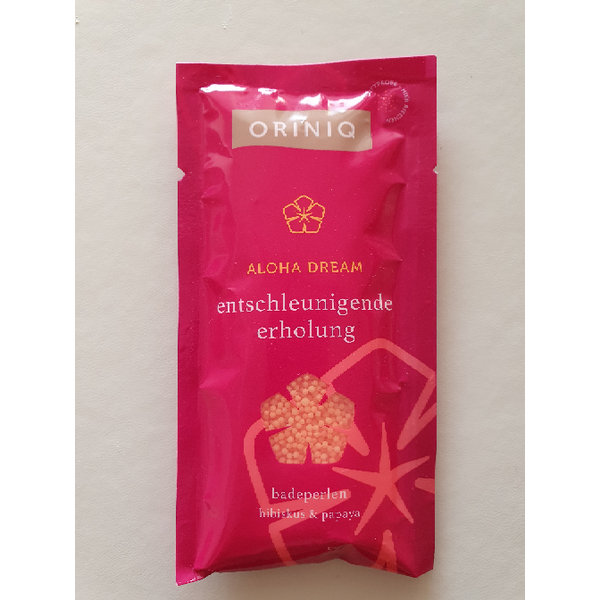 ORINIQ
ALOHA DREAM
entschleunigende
erholung
badeperlen
hibiskus & papaya